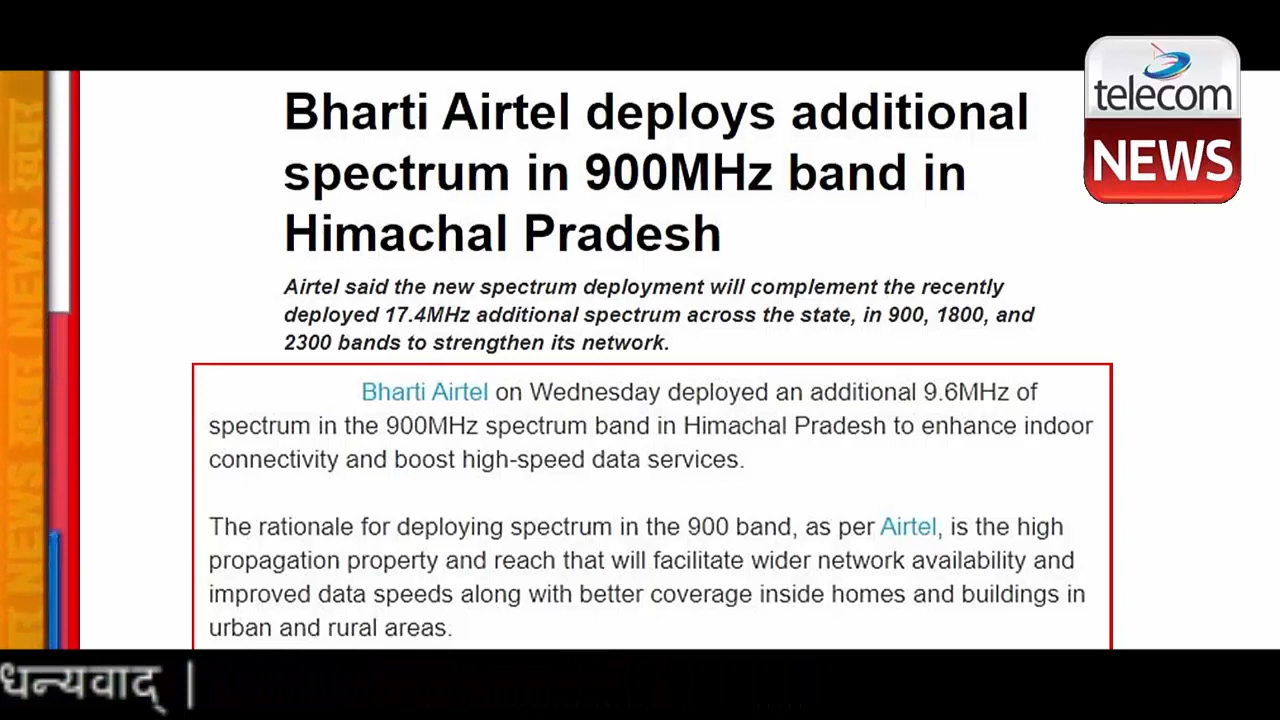 telecom
NEWS
Bharti Airtel deploys additional
spectrum in 900MHz band in
Himachal Pradesh
Airtel said the new spectrum deployment will complement the recently
deployed 17.4MHz additional spectrum across the state, in 900, 1800, and
2300 bands to strengthen its network.
Bharti Airtel on Wednesday deployed an additional 9.6MHz of
spectrum in the 900MHz spectrum band in Himachal Pradesh to enhance indoor
connectivity and boost high-speed data services.
The rationale for deploying spectrum in the 900 band, as per Airtel, is the high
propagation property and reach that will facilitate wider network availability and
improved data speeds along with better coverage inside homes and buildings in
urban and rural areas.
धन्यवाद् |
NEWS खबर NEWS